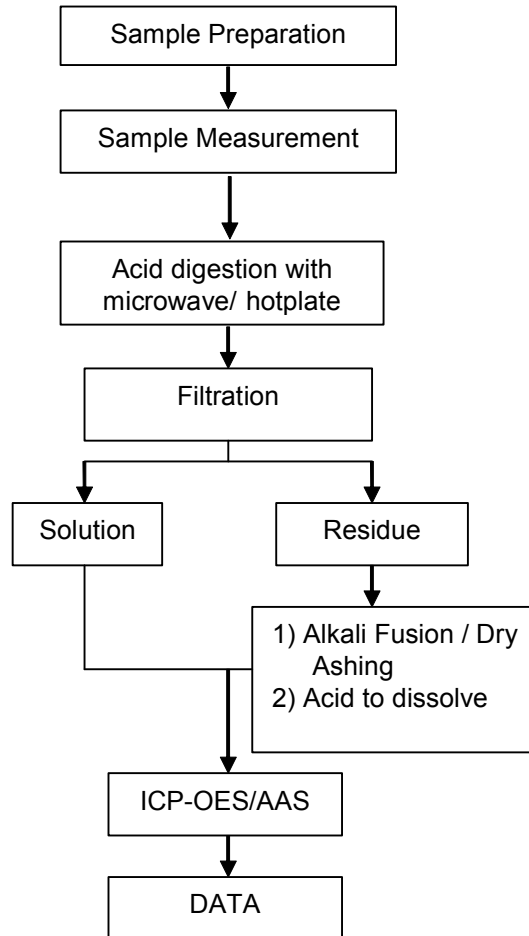 Sample Preparation
Sample Measurement
Acid digestion with
microwave/ hotplate
Filtration
Solution
Residue
1) Alkali Fusion / Dry
Ashing
2) Acid to dissolve
ICP-OES/AAS
DATA